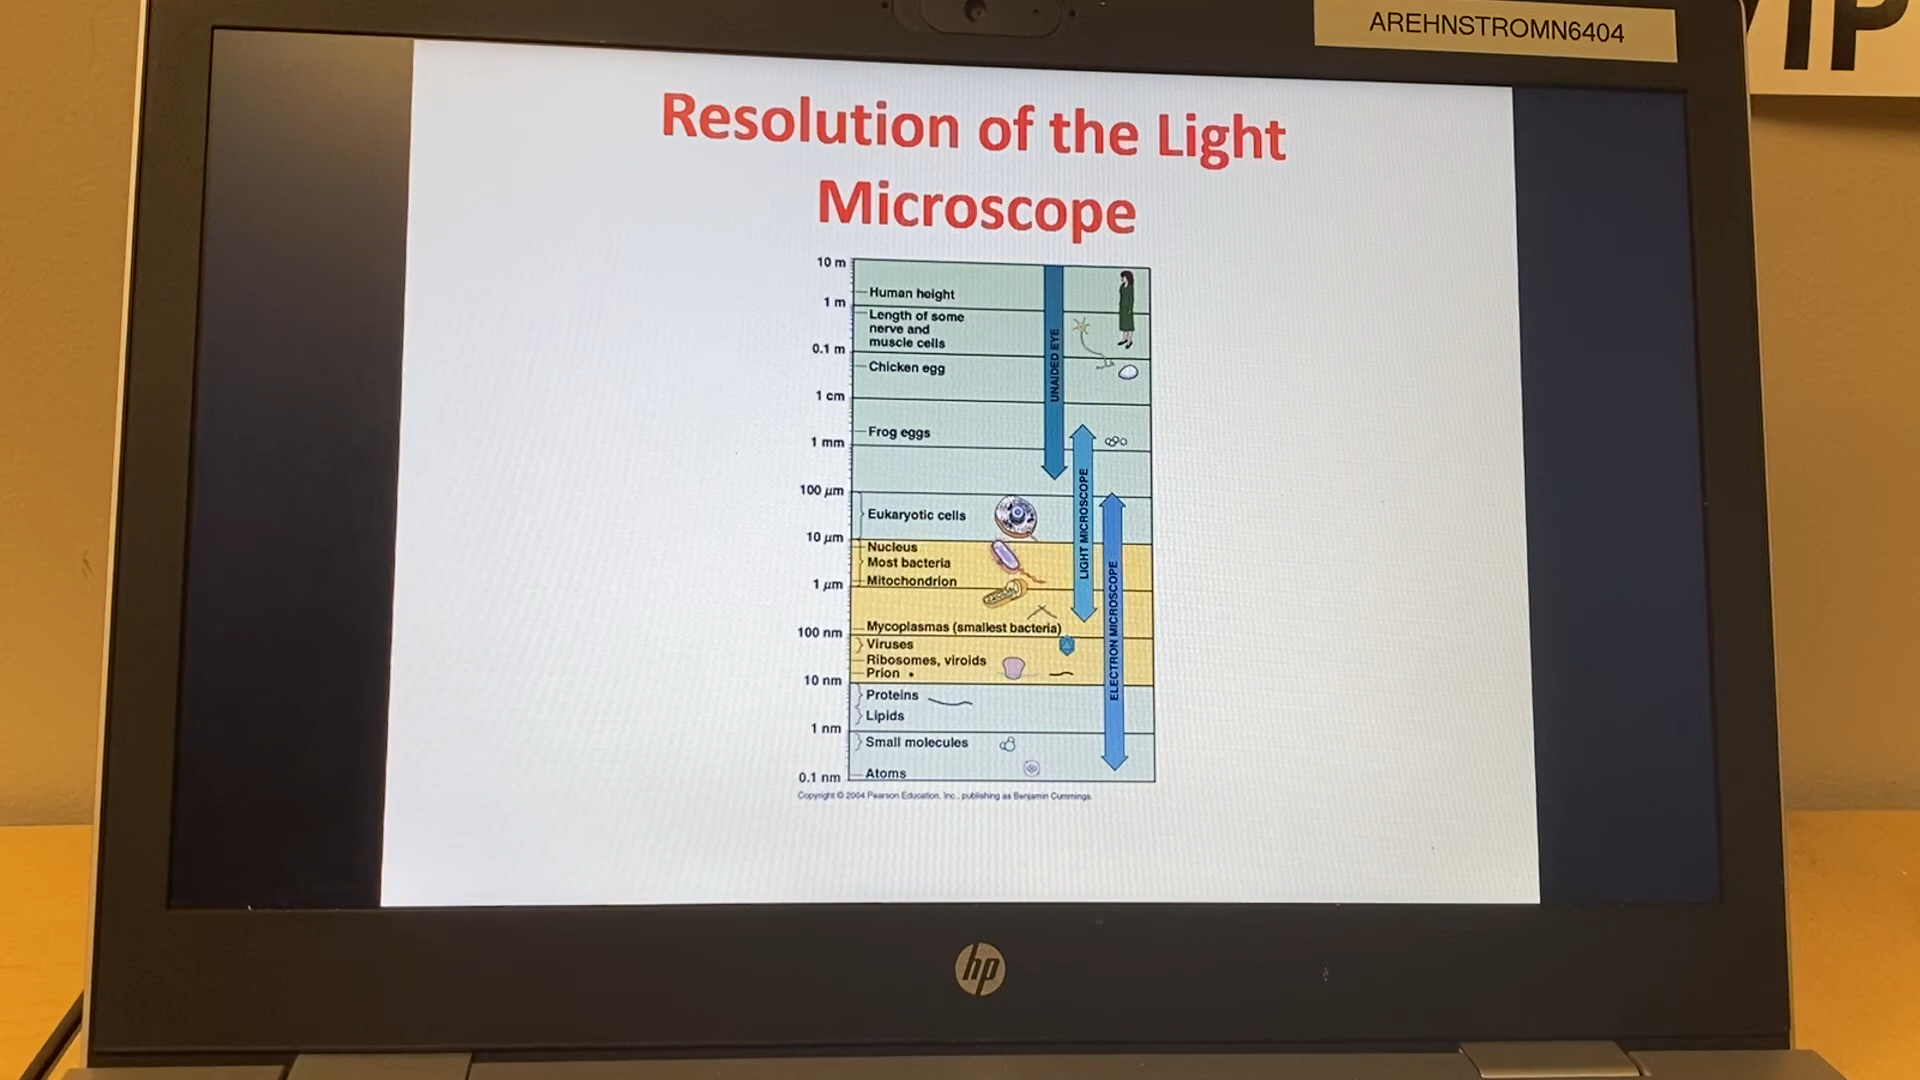 AREHNSTROMN6404
VIP
Resolution of the Light
Microscope
10 m
Human height
1 m
Length of some
nerve and
muscle cells
0.1 m
Chicken egg
1 cm
Frog eggs
1 mm
100 µm
Eukaryotic cells
10 µm
Nucleus
Most bacteria
Mitochondrion
1 µm
Mycoplasmas (smallest bacteria)
100 nm
Viruses
Ribosomes, viroids
Prion
10 nm
Proteins
Lipids
1 nm
Small molecules
Atoms
0.1 nm
UNAIDED EYE
LIGHT MICROSCOPE
ELECTRON MICROSCOPE
Copyright © 2004 Pearson Education, Inc., publishing as Benjamin Cummings.
hp